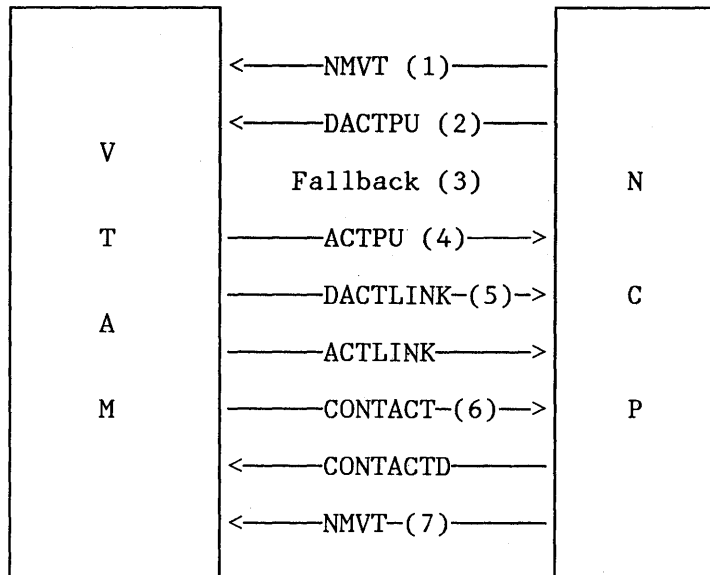 NMVT (1)
DACTPU (2)
V
Fallback (3)
N
T
ACTPU (4)
DACTLINK (5)
C
A
ACTLINK
M
CONTACT (6)
P
CONTACTD
NMVT (7)